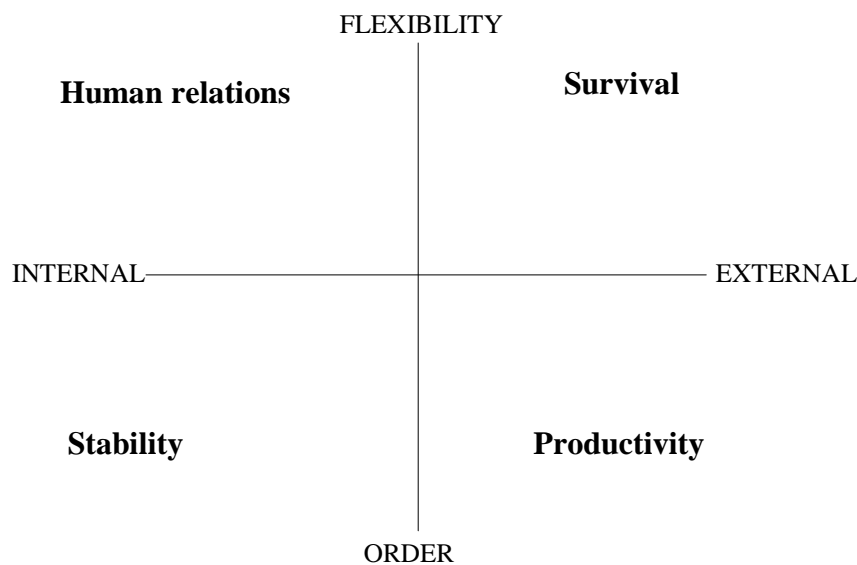 FLEXIBILITY
Human relations
Survival
INTERNAL
EXTERNAL
Stability
Productivity
ORDER